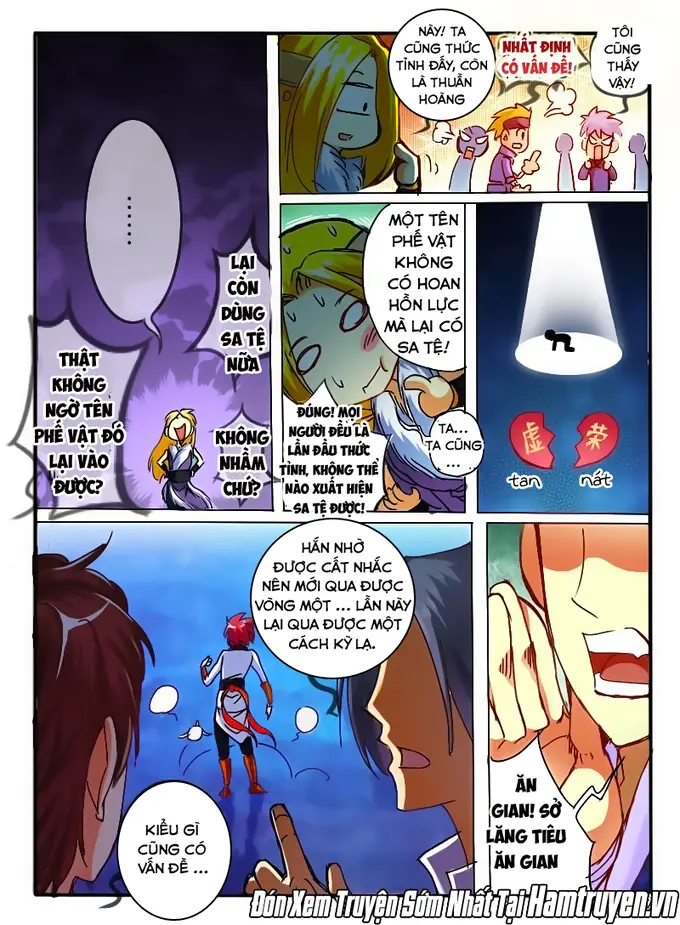 NÀY! TA
CŨNG THỨC
TỈNH ĐẤY, CÒN
LÀ THUẦN
HOÀNG
NHẤT ĐỊNH
CÓ VẤN ĐỀ!
TÔI
CŨNG
THẤY
VẬY!
.......
LẠI
CÒN
DÙNG
SA TỆ
NỮA
THẬT
KHÔNG
NGỜ TÊN
PHẾ VẬT ĐÓ
LẠI VÀO
ĐƯỢC?
KHÔNG
NHẦM
CHỨ?
MỘT TÊN
PHẾ VẬT
KHÔNG
CÓ HOAN
HỒN LỰC
MÀ LẠI CÓ
SA TỆ!
ĐÚNG! MỌI
NGƯỜI ĐỀU LÀ
LẦN ĐẦU THỨC
TỈNH, KHÔNG THỂ
NÀO XUẤT HIỆN
SA TỆ ĐƯỢC!
TA...
TA CŨNG
... ...
虚 荣
tan nát
HẮN NHỜ
ĐƯỢC CẤT NHẮC
NÊN MỚI QUA ĐƯỢC
VÒNG MỘT ... LẦN NÀY
LẠI QUA ĐƯỢC MỘT
CÁCH KỲ LẠ.
KIỂU GÌ
CŨNG CÓ
VẤN ĐỀ ...
ĂN
GIAN! SỞ
LĂNG TIÊU
ĂN GIAN
Đón Xem Truyện Sớm Nhất Tại Hamtruyen.vn